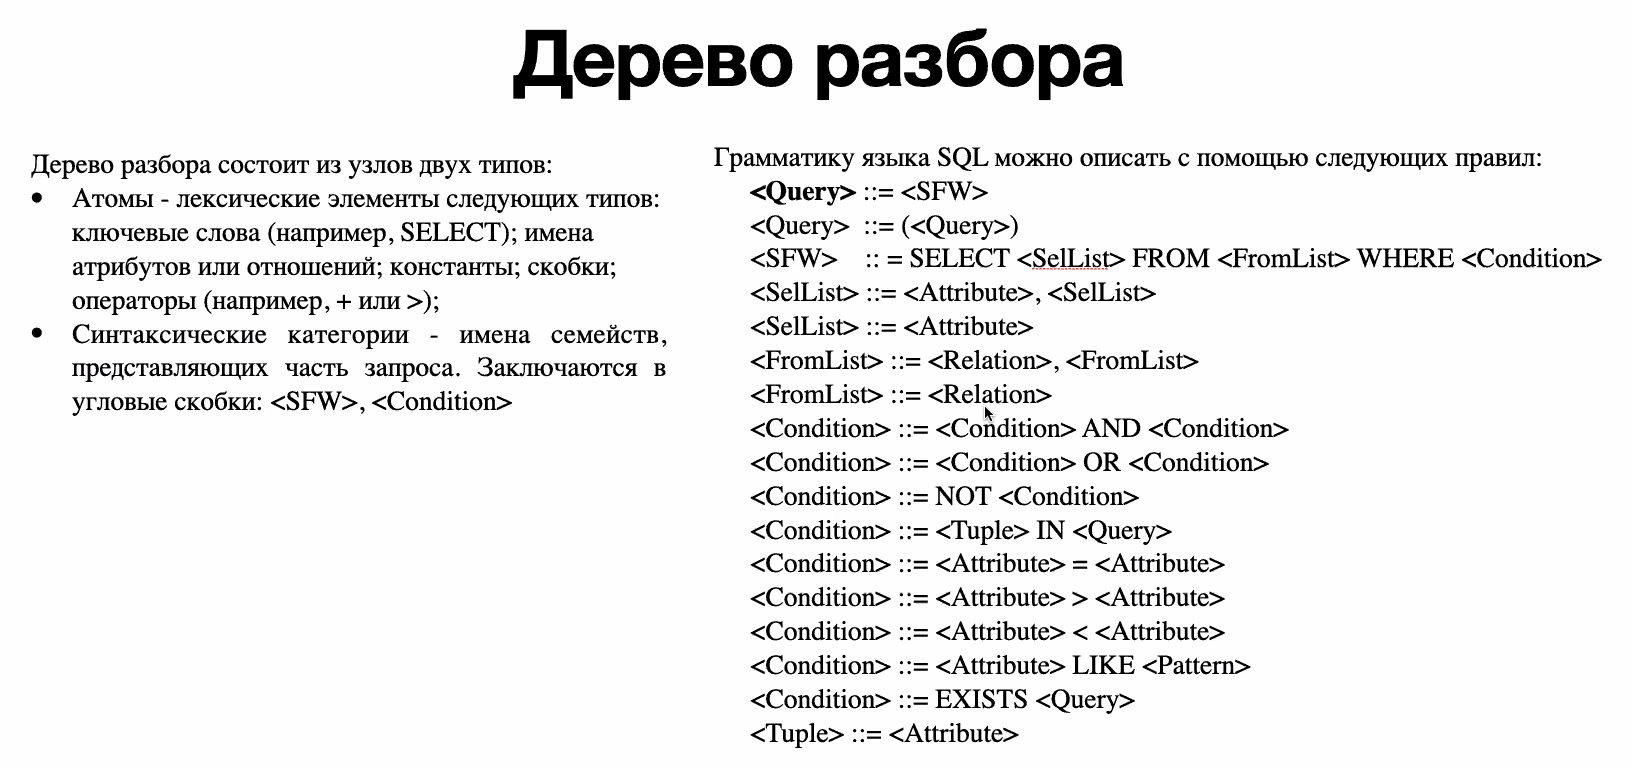 Дерево разбора
Дерево разбора состоит из узлов двух типов:
• Атомы - лексические элементы следующих типов:
ключевые слова (например, SELECT); имена
атрибутов или отношений; константы; скобки;
операторы (например, + или >);
• Синтаксические категории - имена семейств,
представляющих часть запроса. Заключаются в
угловые скобки: <SFW>, <Condition>
Грамматику языка SQL можно описать с помощью следующих правил:
<Query> ::= <SFW>
<Query> ::= (<Query>)
<SFW> :: = SELECT <SelList> FROM <FromList> WHERE <Condition>
<SelList> ::= <Attribute>, <SelList>
<SelList> ::= <Attribute>
<FromList> ::= <Relation>, <FromList>
<FromList> ::= <Relation>
<Condition> ::= <Condition> AND <Condition>
<Condition> ::= <Condition> OR <Condition>
<Condition> ::= NOT <Condition>
<Condition> ::= <Tuple> IN <Query>
<Condition> ::= <Attribute> = <Attribute>
<Condition> ::= <Attribute> > <Attribute>
<Condition> ::= <Attribute> < <Attribute>
<Condition> ::= <Attribute> LIKE <Pattern>
<Condition> ::= EXISTS <Query>
<Tuple> ::= <Attribute>